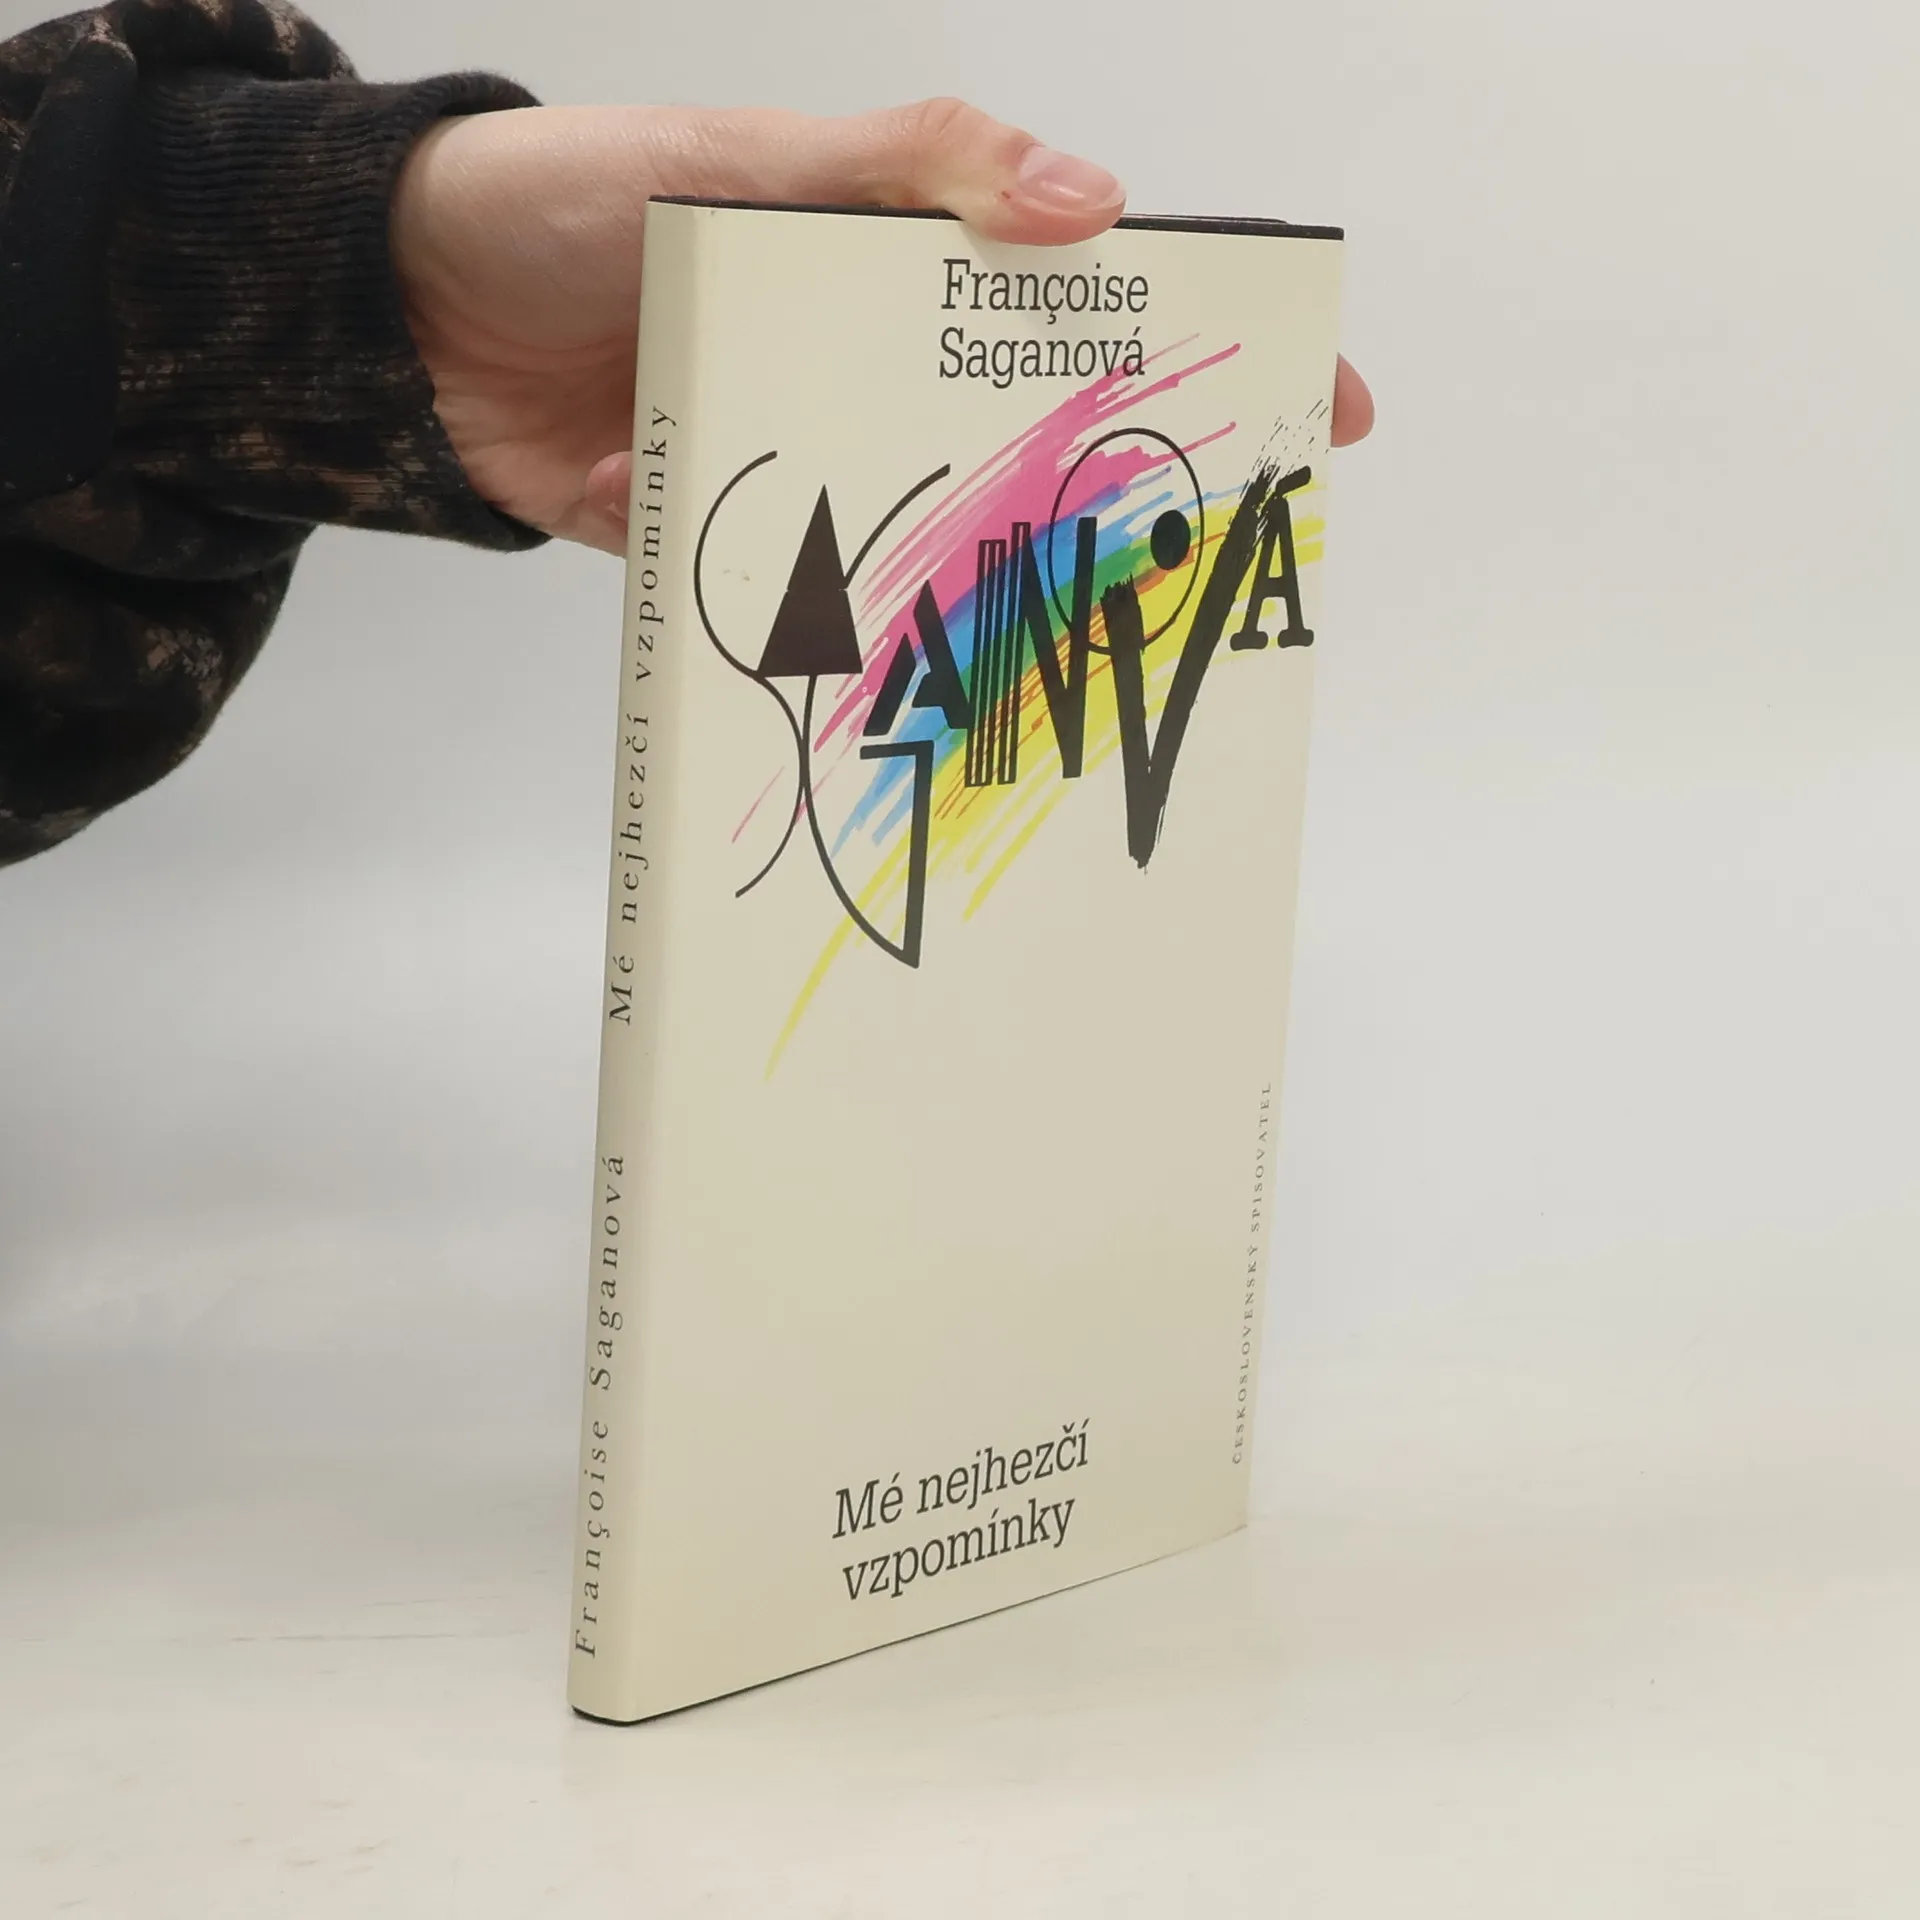 Françoise
Saganová
SAGANOVÁ
Mé nejhezčí
vzpomínky
ČESKOSLOVENSKÝ SPISOVATEL
Françoise Saganová Mé nejhezčí vzpomínky